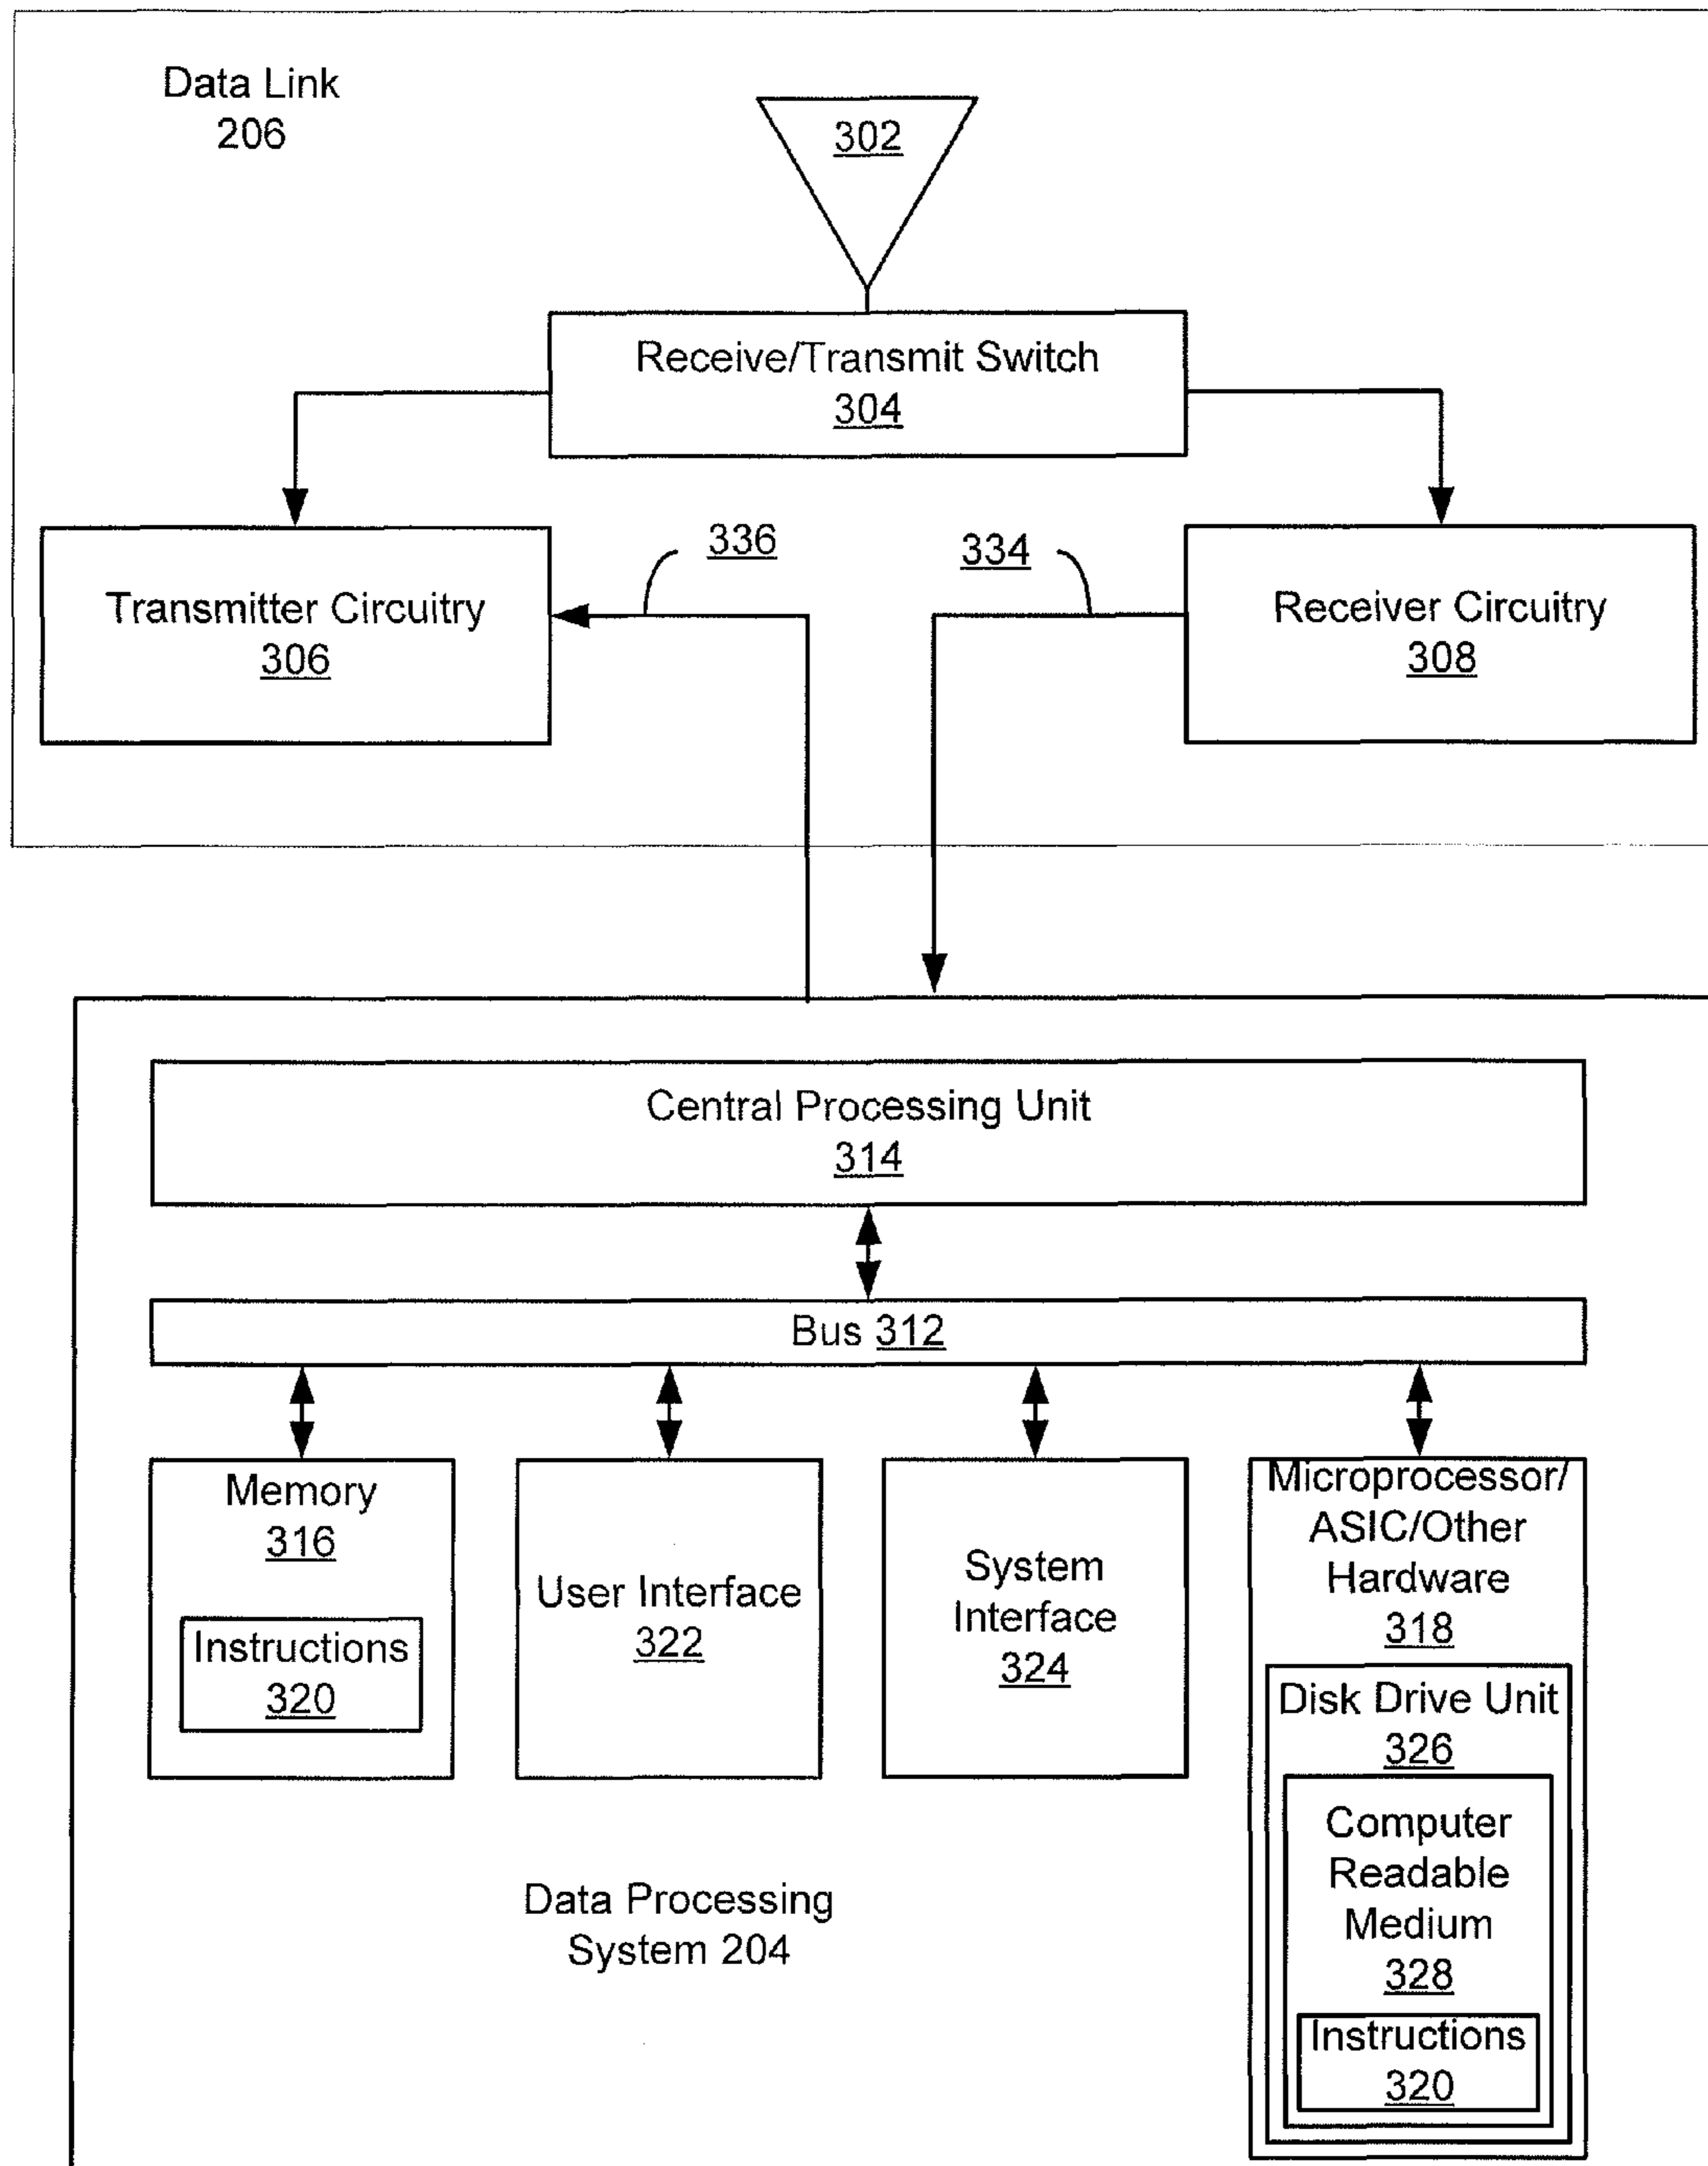 Data Link
206
302
Receive/Transmit Switch
304
336
334
Transmitter Circuitry
306
Receiver Circuitry
308
Central Processing Unit
314
Bus 312
Memory
316
Instructions
320
User Interface
322
System
Interface
324
Microprocessor/
ASIC/Other
Hardware
318
Disk Drive Unit
326
Computer
Readable
Medium
328
Instructions
320
Data Processing
System 204